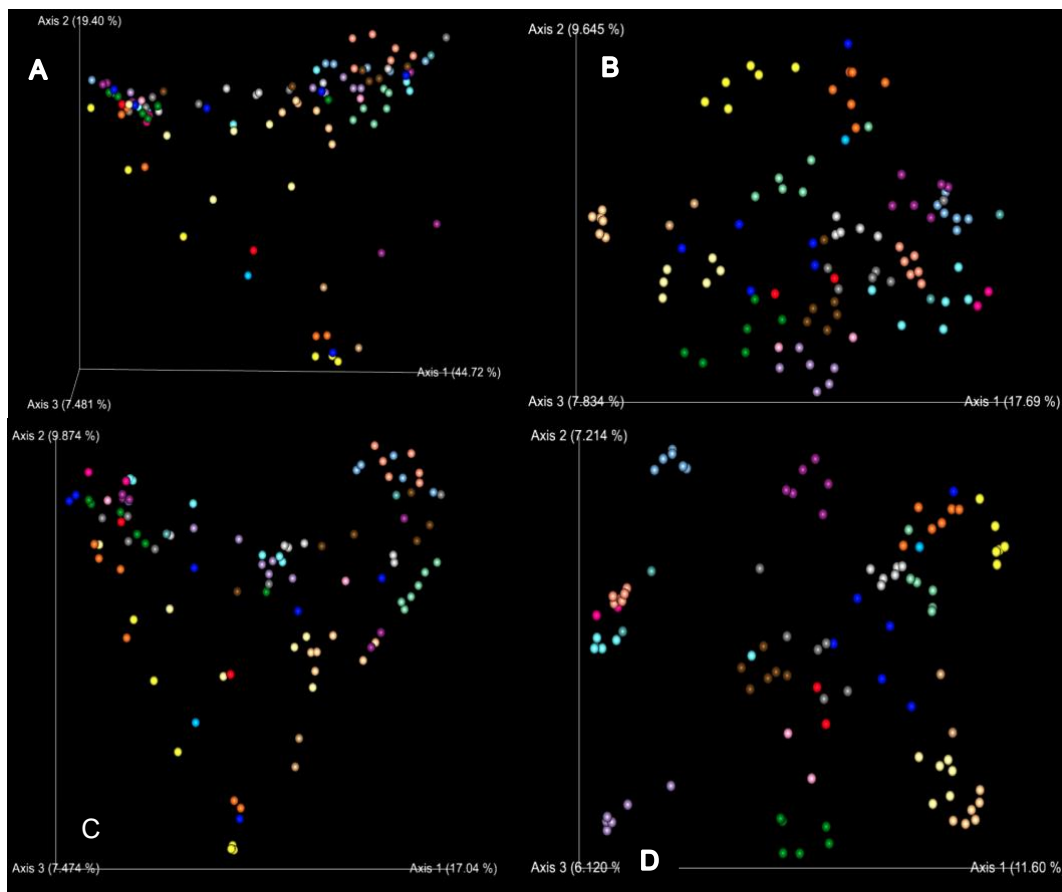 Axis 2 (19.40 %)
A
Axis 1 (44.72 %)
Axis 3 (7.481 %)
Axis 2 (9.645 %)
B
Axis 3 (7.834 %)
Axis 1 (17.69 %)
Axis 2 (9.874 %)
C
Axis 3 (7.474 %)
Axis 1 (17.04 %)
Axis 2 (7.214 %)
Axis 3 (6.120 %
D
Axis 1 (11.60 %)